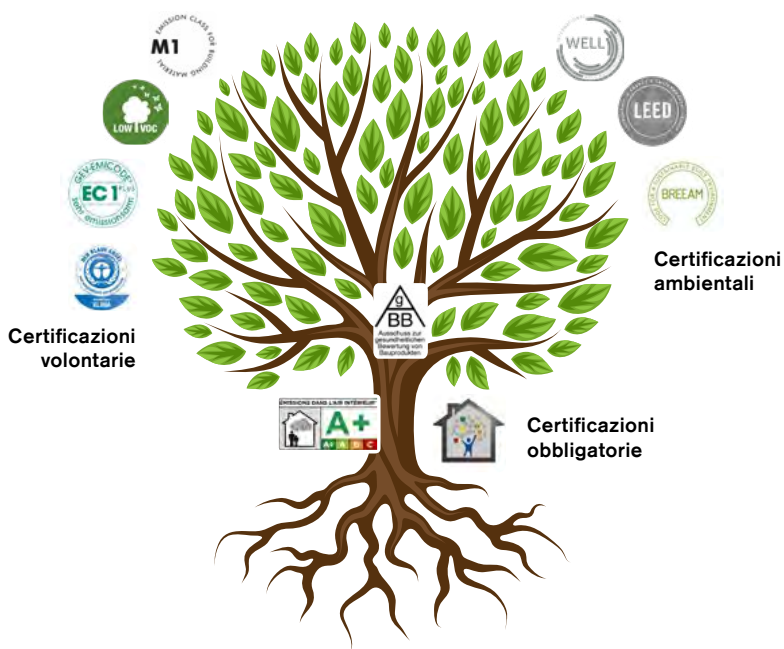 EMISSION CLASS FOR BUILDING MATERIAL
M1
LOW VOC
GEV-EMICODE
EC1 PLUS
sehr emissionsarm
Certificazioni
volontarie
WELL
LEED
BREEAM
Certificazioni
ambientali
g
BB
Ausschuss zur
gesundheitlichen
Bewertung von
Bauprodukten
ÉMISSIONS DANS L'AIR INTÉRIEUR
A+
A+ A B C
Certificazioni
obbligatorie